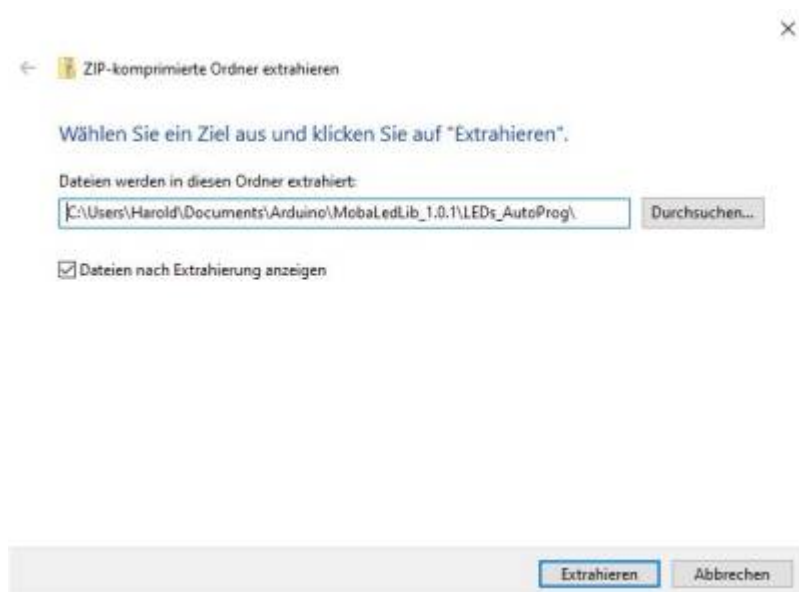 ZIP-komprimierte Ordner extrahieren
Wählen Sie ein Ziel aus und klicken Sie auf "Extrahieren".
Dateien werden in diesen Ordner extrahiert:
C:\Users\Harold\Documents\Arduino\MobaLedLib_1.0.1\LEDs_AutoProg\
Durchsuchen...
Dateien nach Extrahierung anzeigen
Extrahieren
Abbrechen